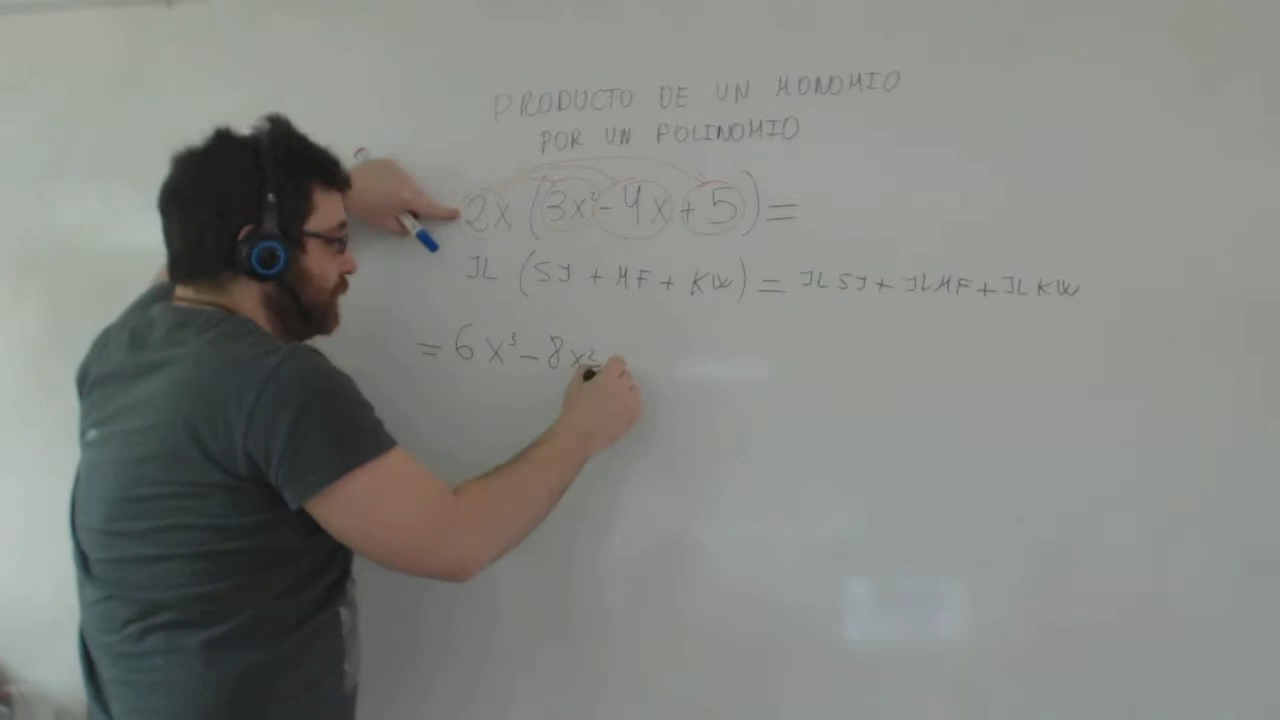 PRODUCTO DE UN MONOMIO
POR UN POLINOMIO
2x (3x²-4x+5)=
JL (SJ + MF + KW) = JLSJ + JLMF + JLKW
= 6x³ - 8x²